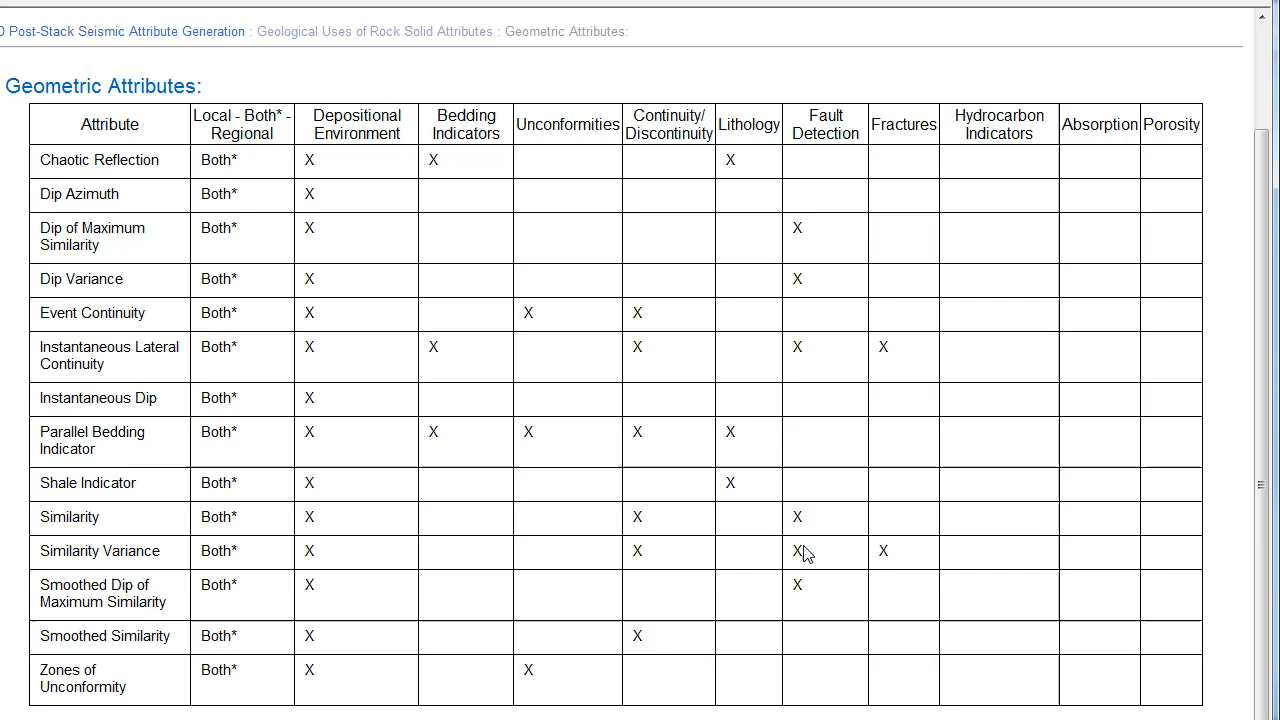 D Post-Stack Seismic Attribute Generation : Geological Uses of Rock Solid Attributes : Geometric Attributes:
Geometric Attributes:
Attribute Local - Both* - Regional Depositional Environment Bedding Indicators Unconformities Continuity/ Discontinuity Lithology Fault Detection Fractures Hydrocarbon Indicators Absorption Porosity
Chaotic Reflection Both* X X X
Dip Azimuth Both* X
Dip of Maximum Similarity Both* X X
Dip Variance Both* X X
Event Continuity Both* X X X
Instantaneous Lateral Continuity Both* X X X X X
Instantaneous Dip Both* X
Parallel Bedding Indicator Both* X X X X X
Shale Indicator Both* X X
Similarity Both* X X X
Similarity Variance Both* X X X X
Smoothed Dip of Maximum Similarity Both* X X
Smoothed Similarity Both* X X
Zones of Unconformity Both* X X